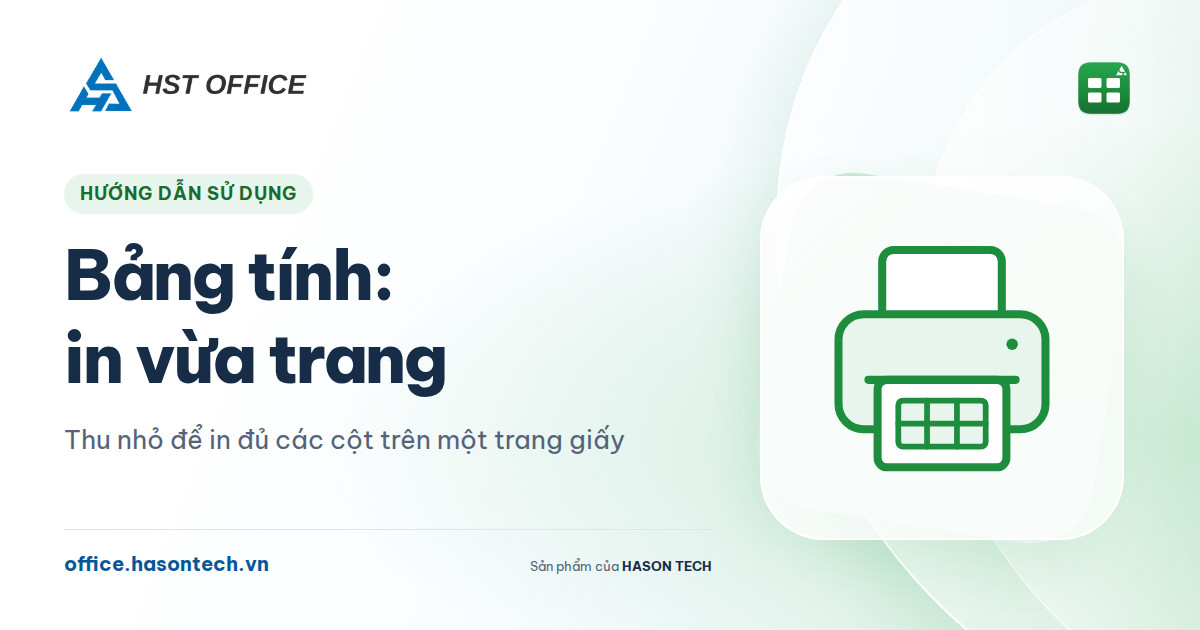 HST OFFICE
HƯỚNG DẪN SỬ DỤNG
Bảng tính:
in vừa trang
Thu nhỏ để in đủ các cột trên một trang giấy
office.hasontech.vn
Sản phẩm của HASON TECH